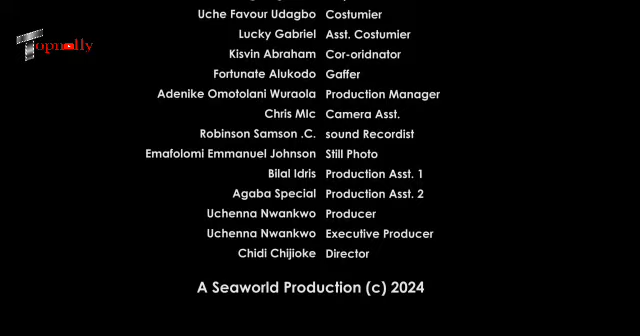 Uche Favour Udagbo Costumier
Lucky Gabriel Asst. Costumier
Kisvin Abraham Cor-oridnator
Fortunate Alukodo Gaffer
Adenike Omotolani Wuraola Production Manager
Chris Mlc Camera Asst.
Robinson Samson .C. sound Recordist
Emafolomi Emmanuel Johnson Still Photo
Bilal Idris Production Asst. 1
Agaba Special Production Asst. 2
Uchenna Nwankwo Producer
Uchenna Nwankwo Executive Producer
Chidi Chijioke Director
A Seaworld Production (c) 2024